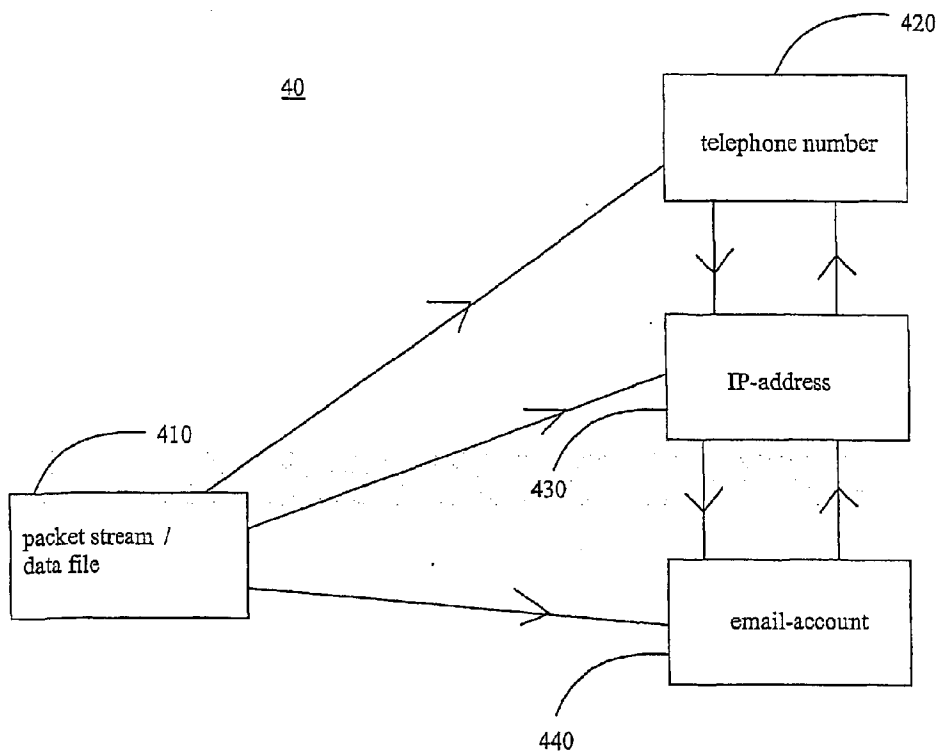 420
40
telephone number
IP-address
410
430
packet stream /
data file
email-account
440